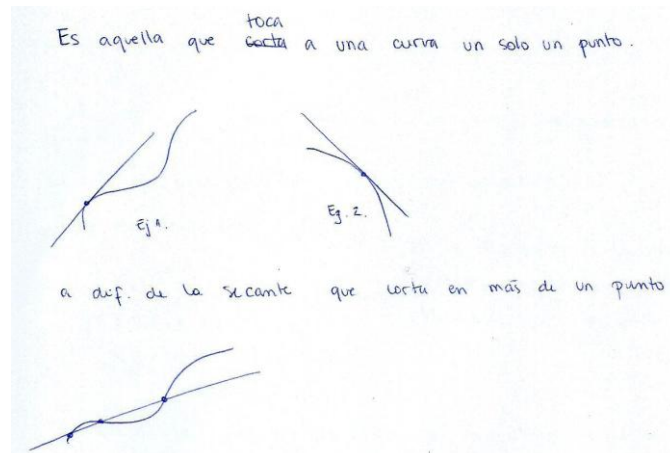 toca
Es aquella que corta a una curva un solo un punto.
Ej 1.
Ej. 2.
a dif. de la secante que corta en más de un punto